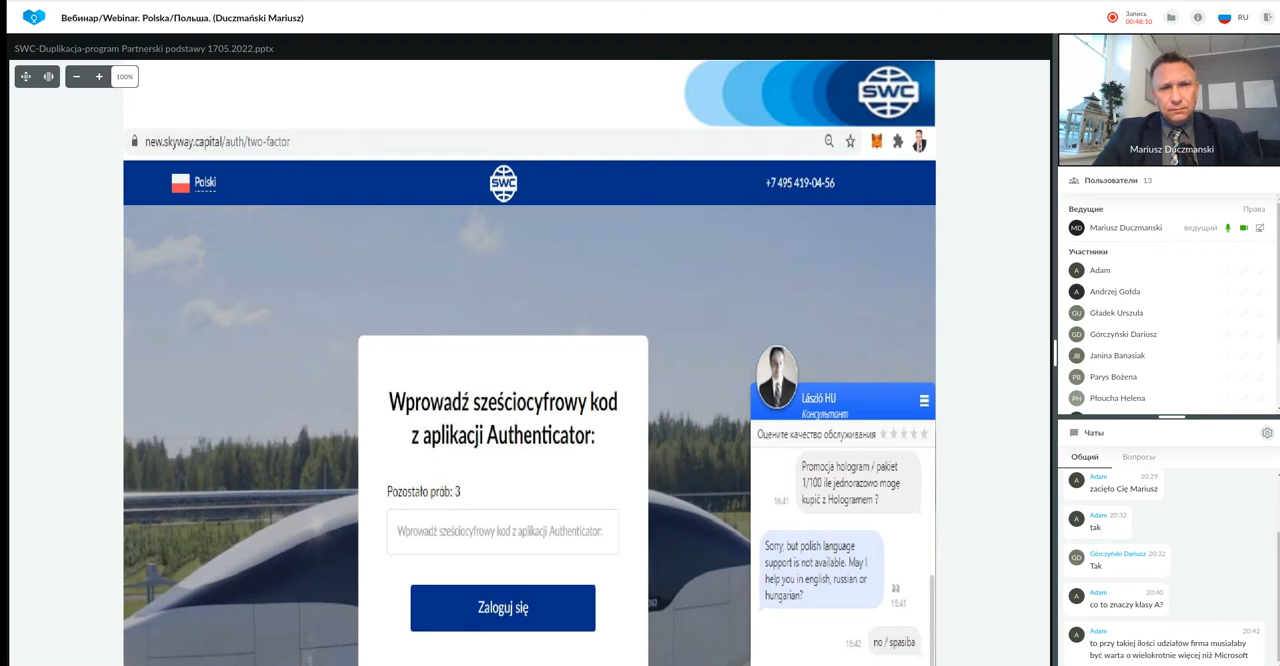 Вебинар/Webinar. Polska/Польша. (Duczmański Mariusz)
Запись
00:48:10
RU
SWC-Duplikacja-program Partnerski podstawy 1705.2022.pptx
100%
SWC
new.skyway.capital/auth/two-factor
Polski
SWC
+7 495 419-04-56
Wprowadź sześciocyfrowy kod
z aplikacji Authenticator:
Pozostało prób: 3
Wprowadź sześciocyfrowy kod z aplikacji Authenticator:
Zaloguj się
László HU
Консультант
Оцените качество обслуживания
Promocja hologram / pakiet
1/100 ile jednorazowo mogę
kupić z Hologramem ?
16:41
Sorry, but polish language
support is not available. May I
help you in english, russian or
hungarian?
16:41
16:42
no / spasiba
Mariusz Duczmanski
Пользователи 13
Ведущие
Права
MD
Mariusz Duczmanski
ведущий
Участники
A
Adam
A
Andrzej Gołda
GU
Gładek Urszula
GD
Górczyński Dariusz
JB
Janina Banasiak
PB
Parys Bożena
PH
Płoucha Helena
Чаты
Общий
Вопросы
A
Adam 20:29
zacięło Cię Mariusz
A
Adam 20:32
tak
GD
Górczyński Dariusz 20:32
Tak
A
Adam 20:40
co to znaczy klasy A?
A
Adam 20:42
to przy takiej ilości udziałów firma musiałaby
być warta o wielokrotnie więcej niż Microsoft